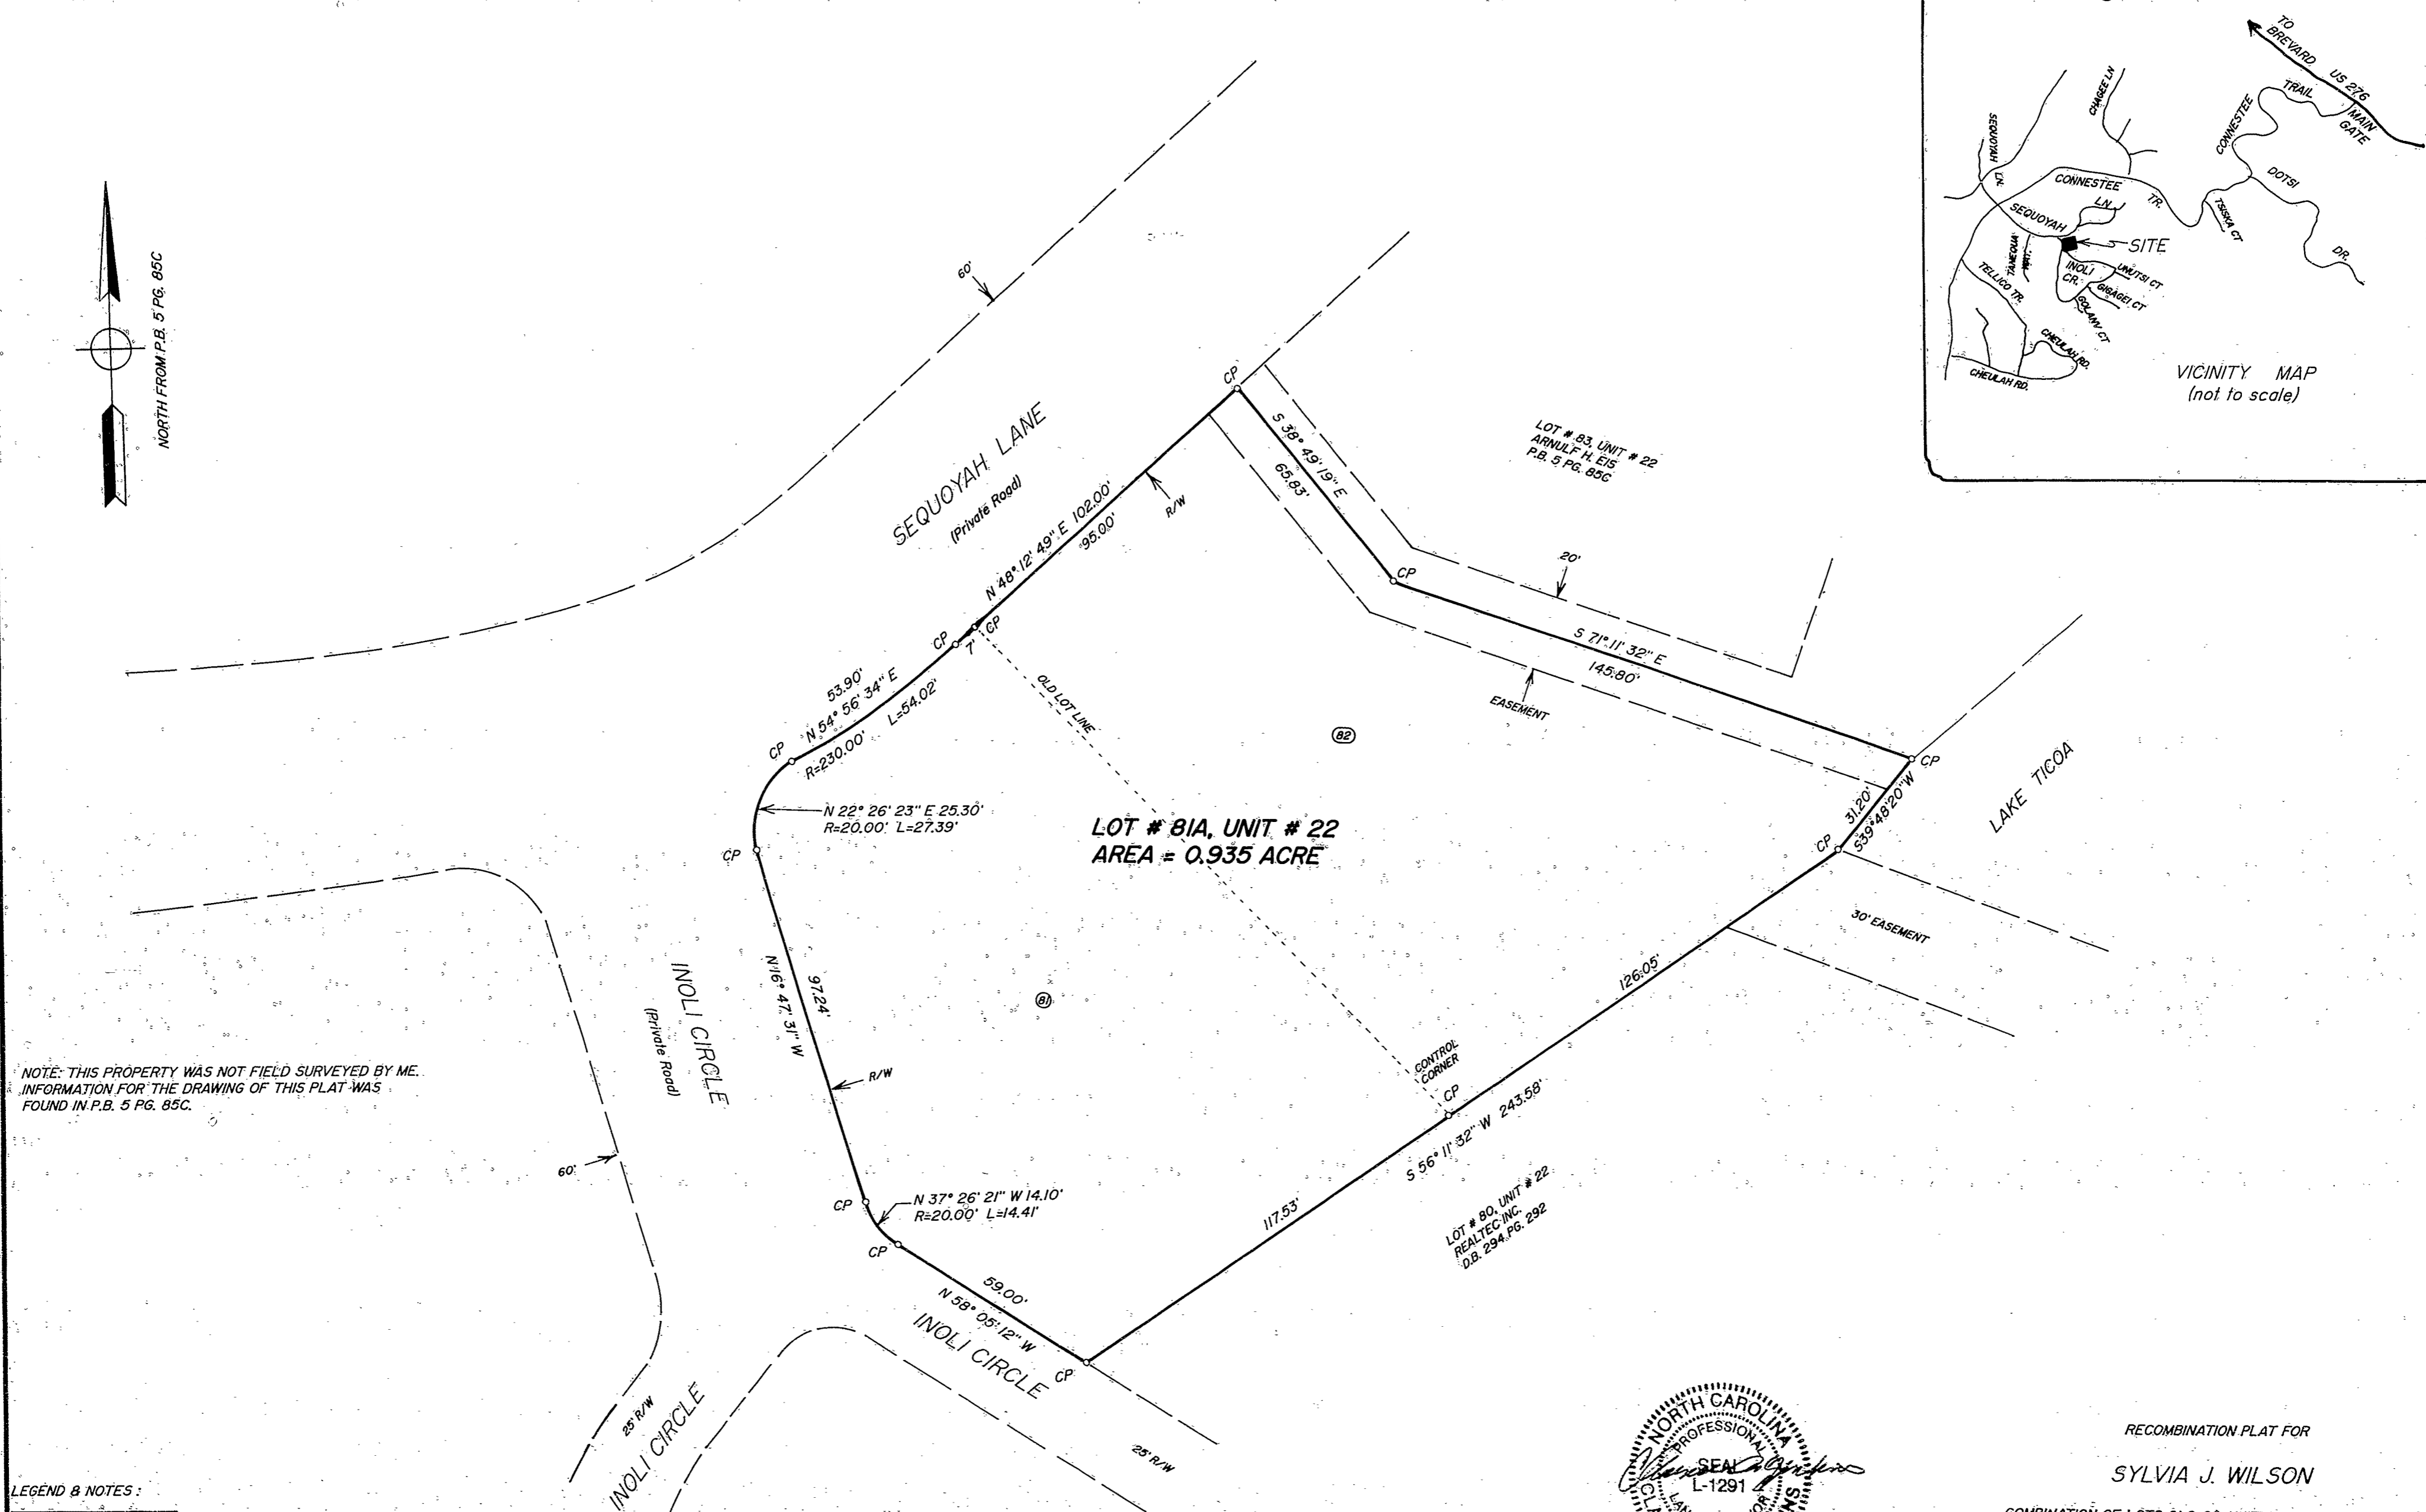 TO
BREVARD
US 276
TRAIL
MAIN
GATE
CONNESTEE
CHAGEE LN
SEQUOYAH
LN.
CONNESTEE
TR.
DOTSI
DR.
TSISKA CT
SEQUOYAH
LN.
SITE
TANEQUA
WAY.
INOLI
CR.
UNUTSI CT
GIGAGEI CT
GOLANV CT
TELLICO TR.
CHEULAH RD.
CHEULAH RD.
VICINITY MAP
(not to scale)
NORTH FROM P.B. 5 PG. 85C
60'
SEQUOYAH LANE
(Private Road)
CP
N 48° 12' 49" E 102.00'
95.00'
R/W
S 38° 49' 19" E
65.83'
LOT # 83, UNIT # 22
ARNULF H. EIS
P.B. 5 PG. 85C
CP
20'
S 71° 11' 32" E
145.80'
EASEMENT
CP
CP
7'
53.90'
N 54° 56' 34" E
L=54.02'
R=230.00'
CP
OLD LOT LINE
82
CP
LAKE TICOA
31.20'
S39°48'20"W
CP
N 22° 26' 23" E 25.30'
R=20.00' L=27.39'
CP
LOT # 81A, UNIT # 22
AREA = 0.935 ACRE
30' EASEMENT
126.05'
81
97.24'
N 16° 47' 31" W
INOLI CIRCLE
(Private Road)
R/W
CONTROL
CORNER
CP
S 56° 11' 32" W 243.58'
NOTE: THIS PROPERTY WAS NOT FIELD SURVEYED BY ME.
INFORMATION FOR THE DRAWING OF THIS PLAT WAS
FOUND IN P.B. 5 PG. 85C.
60'
CP
N 37° 26' 21" W 14.10'
R=20.00' L=14.41'
CP
117.53'
LOT # 80, UNIT # 22
REALTEC INC.
D.B. 294 PG. 292
59.00'
N 58° 05' 12" W
INOLI CIRCLE
CP
25' R/W
INOLI CIRCLE
25' R/W
NORTH CAROLINA
PROFESSIONAL
SEAL
L-1291
RECOMBINATION PLAT FOR
SYLVIA J. WILSON
LEGEND & NOTES :